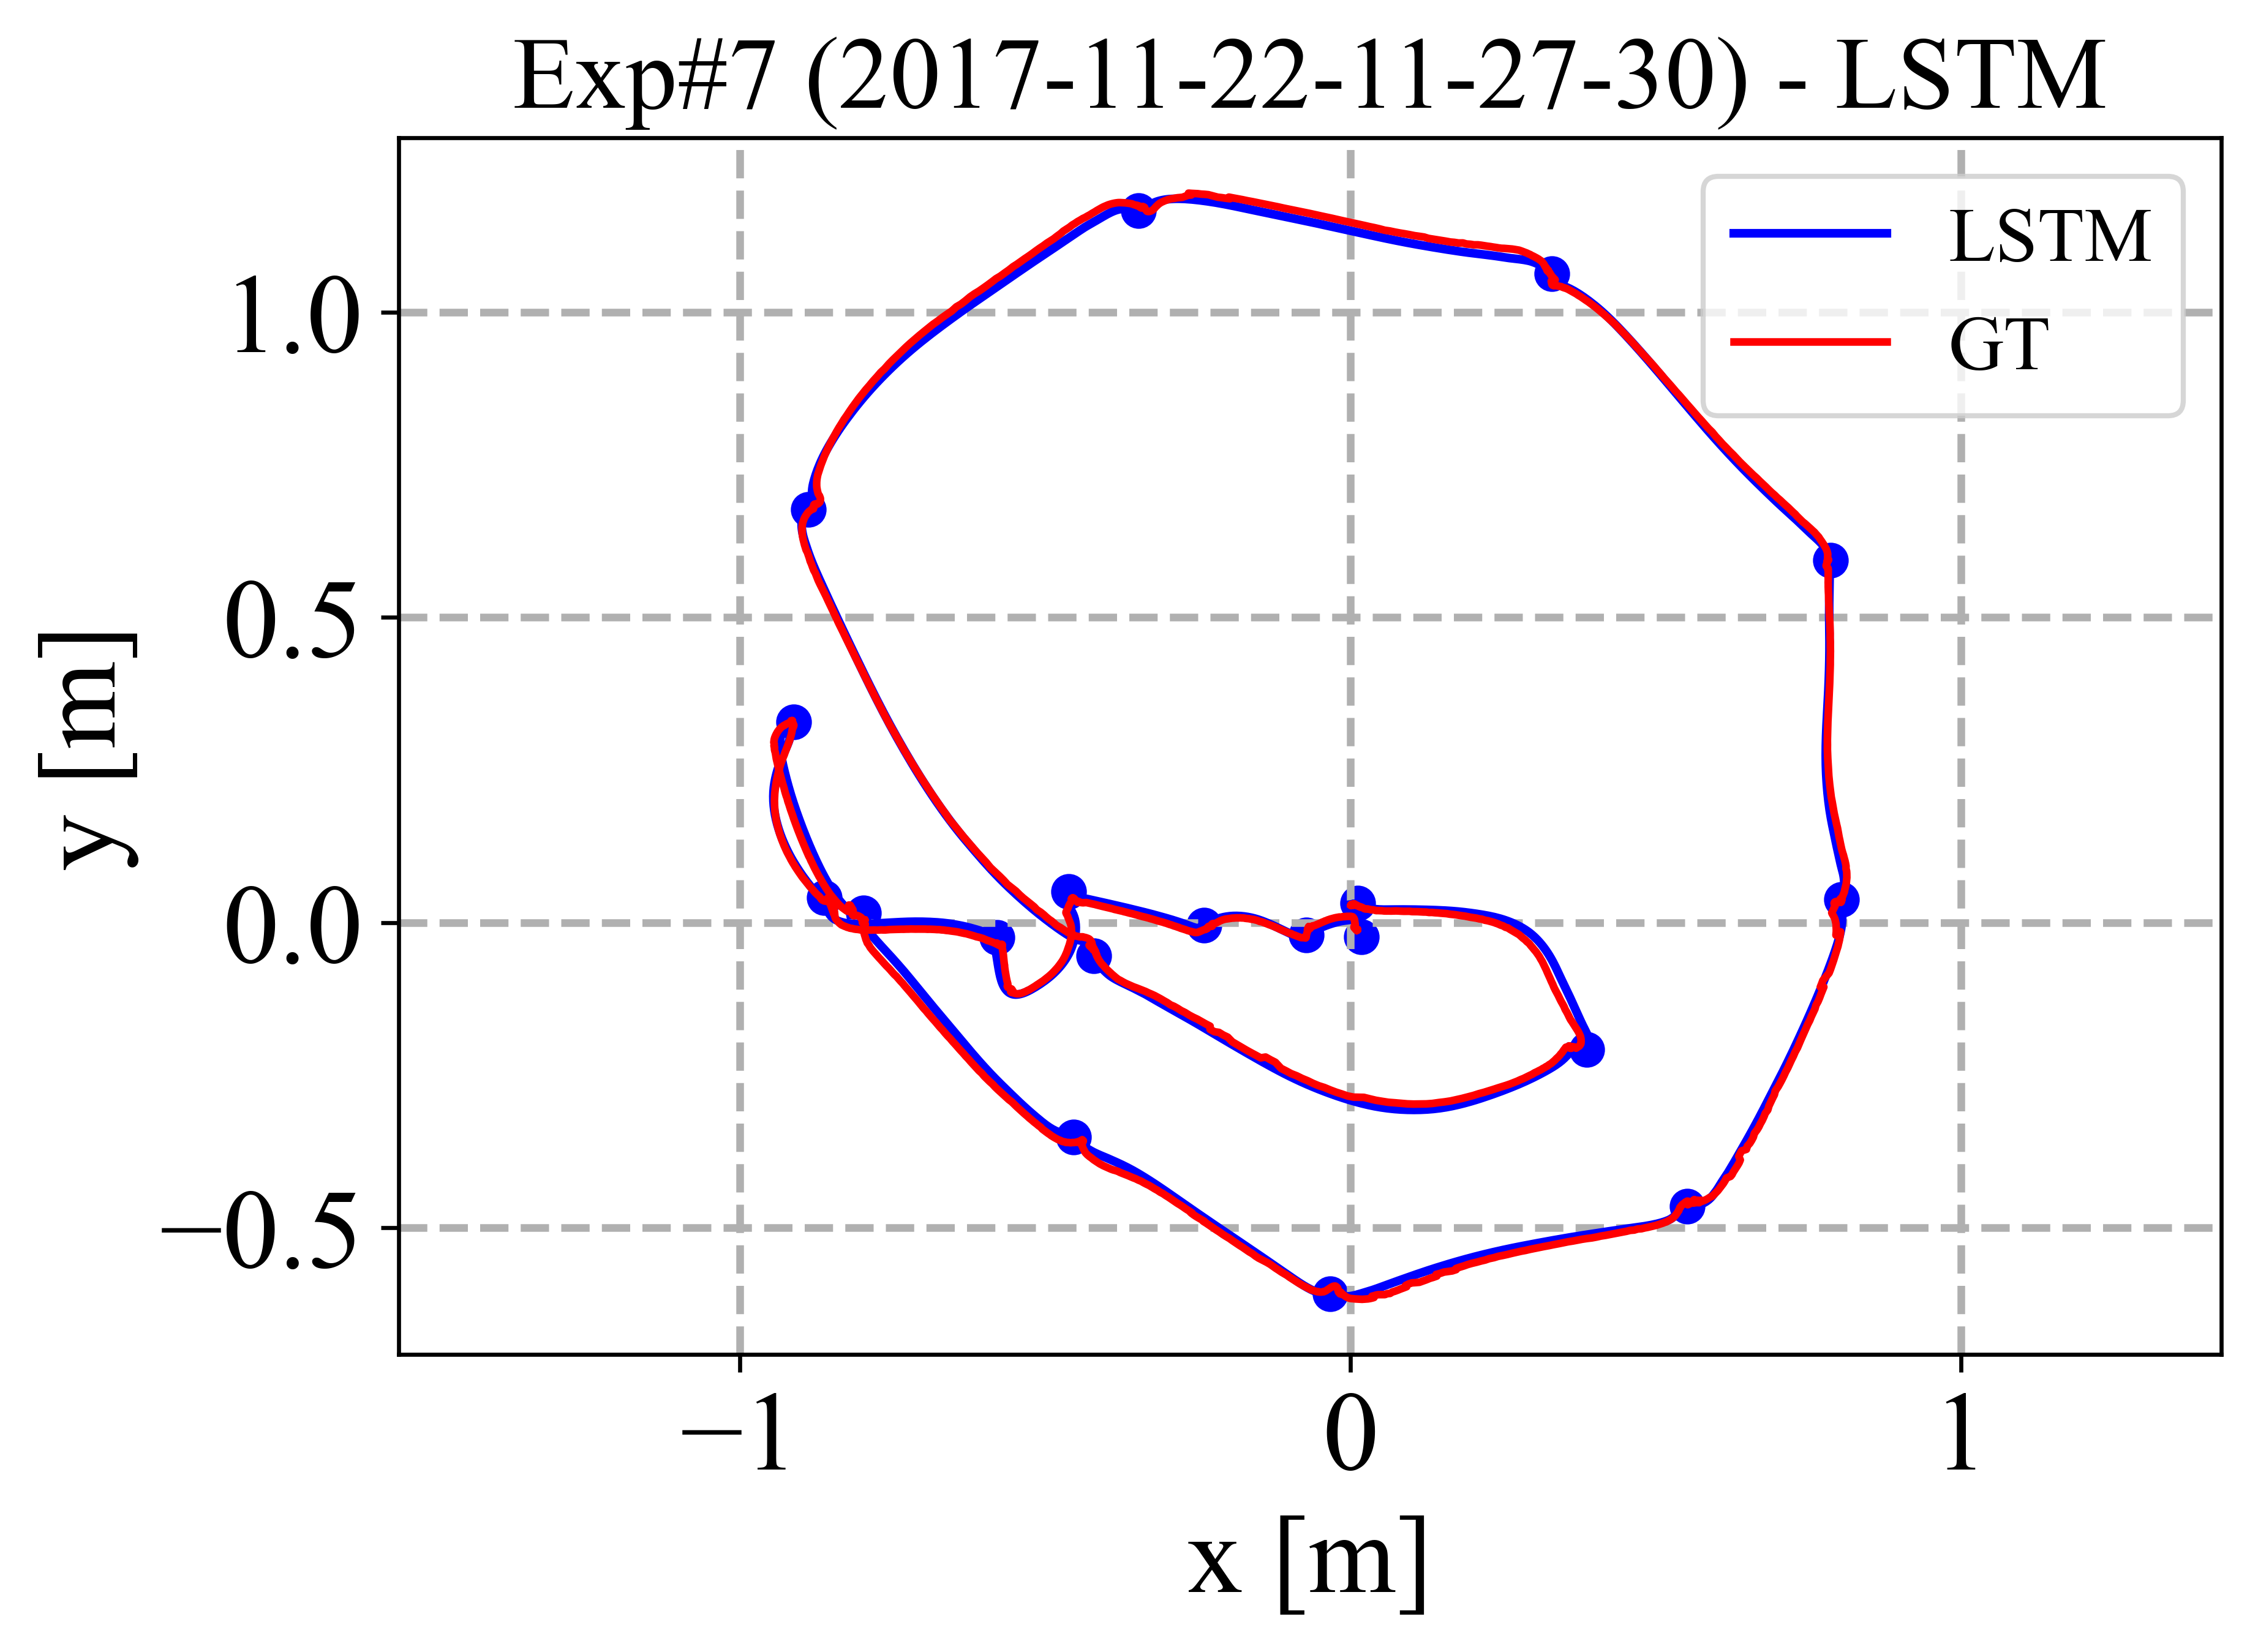 Exp#7 (2017-11-22-11-27-30) - LSTM
LSTM
GT
1.0
0.5
0.0
−0.5
y [m]
−1 0 1
x [m]